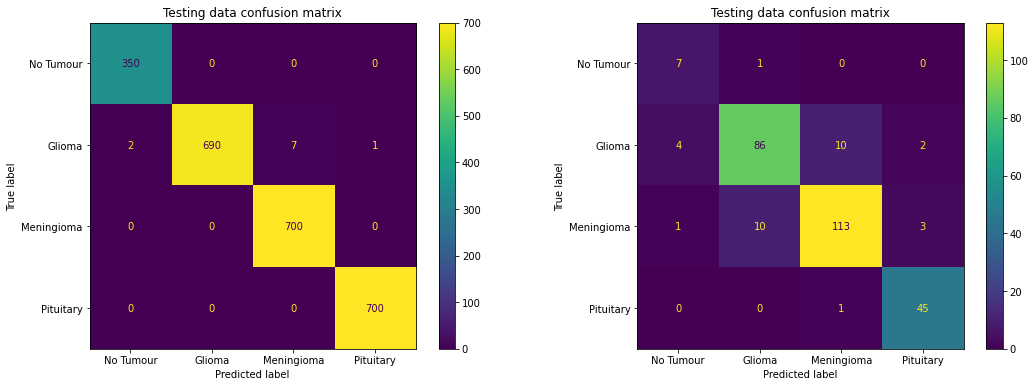 Testing data confusion matrix
No Tumour 350 0 0 0
Glioma 2 690 7 1
Meningioma 0 0 700 0
Pituitary 0 0 0 700
No Tumour Glioma Meningioma Pituitary
Predicted label
True label
700
600
500
400
300
200
100
0
Testing data confusion matrix
No Tumour 7 1 0 0
Glioma 4 86 10 2
Meningioma 1 10 113 3
Pituitary 0 0 1 45
No Tumour Glioma Meningioma Pituitary
Predicted label
True label
100
80
60
40
20
0